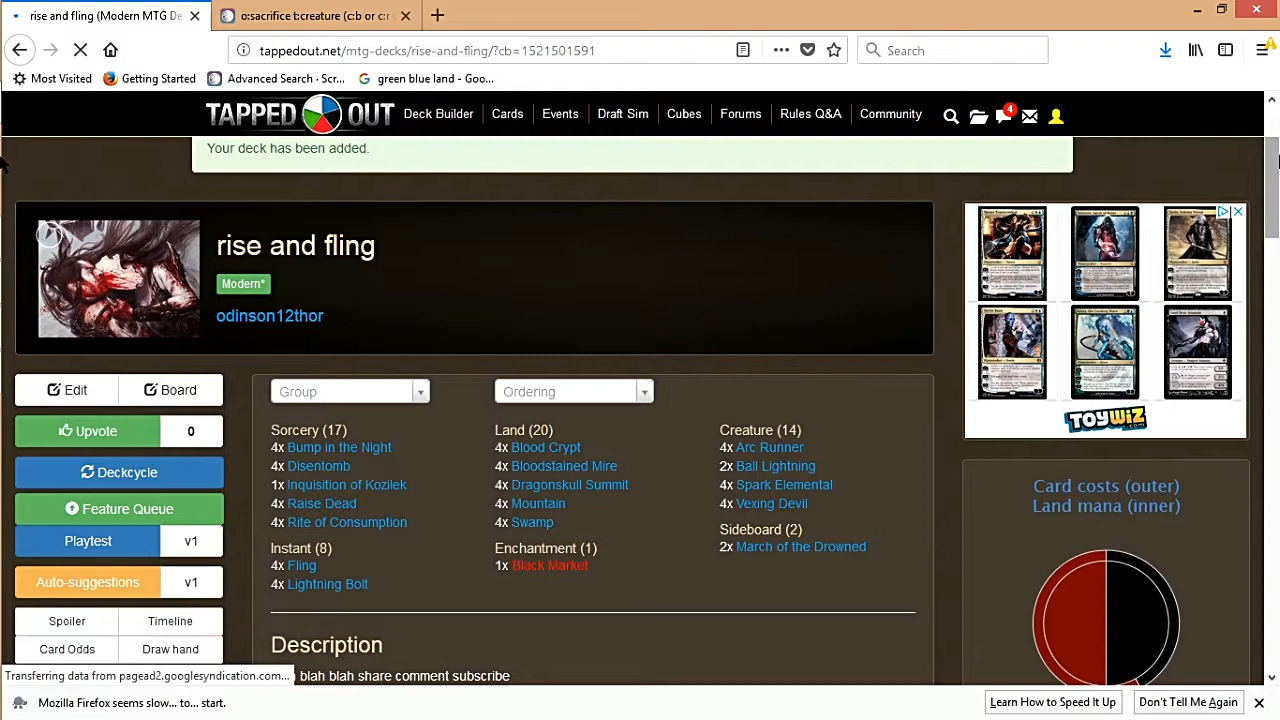 rise and fling (Modern MTG De
o:sacrifice t:creature (c:b or c:r
tappedout.net/mtg-decks/rise-and-fling/?cb=1521501591
Search
Most Visited
Getting Started
Advanced Search · Scr...
green blue land - Goo...
TAPPED OUT
Deck Builder
Cards
Events
Draft Sim
Cubes
Forums
Rules Q&A
Community
4
Your deck has been added.
rise and fling
Modern*
odinson12thor
Edit
Board
Upvote
0
Deckcycle
Feature Queue
Playtest
v1
Auto-suggestions
v1
Spoiler
Timeline
Card Odds
Draw hand
Group
Ordering
Sorcery (17)
4x Bump in the Night
4x Disentomb
1x Inquisition of Kozilek
4x Raise Dead
4x Rite of Consumption
Instant (8)
4x Fling
4x Lightning Bolt
Land (20)
4x Blood Crypt
4x Bloodstained Mire
4x Dragonskull Summit
4x Mountain
4x Swamp
Enchantment (1)
1x Black Market
Creature (14)
4x Arc Runner
2x Ball Lightning
4x Spark Elemental
4x Vexing Devil
Sideboard (2)
2x March of the Drowned
Description
blah blah share comment subscribe
TOYWIZ
.com
Card costs (outer)
Land mana (inner)
Transferring data from pagead2.googlesyndication.com...
Mozilla Firefox seems slow... to... start.
Learn How to Speed It Up
Don't Tell Me Again